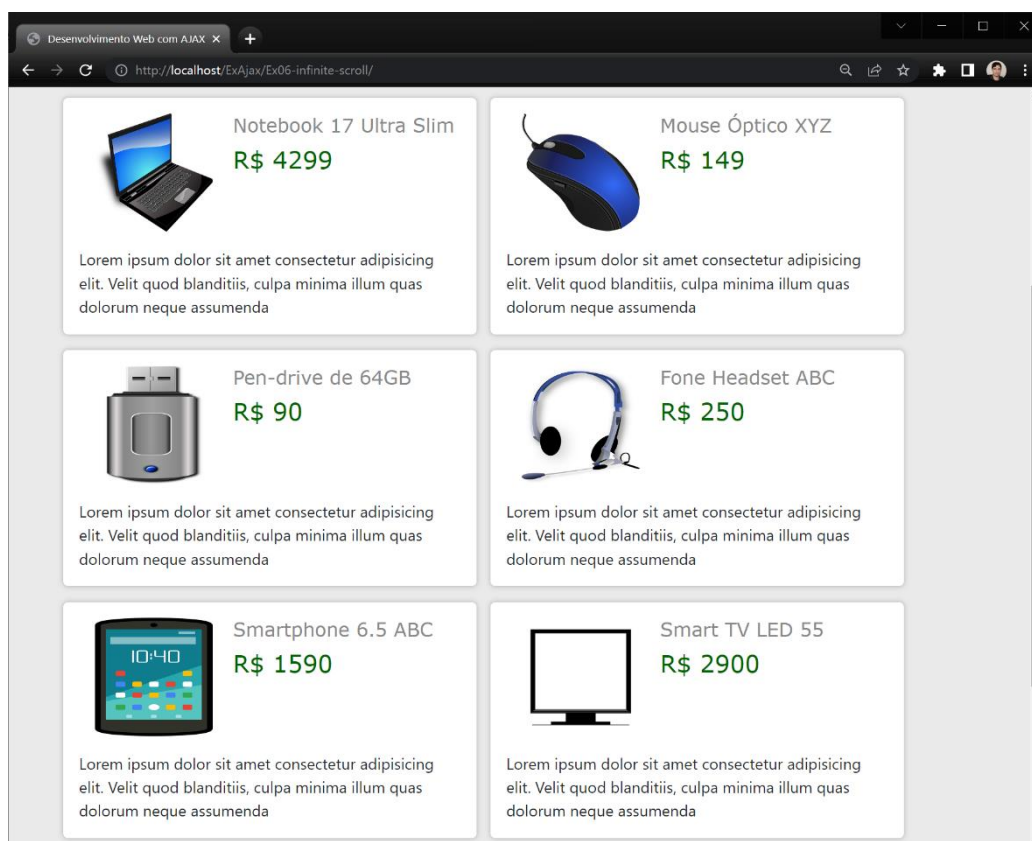 Desenvolvimento Web com AJAX
http://localhost/ExAjax/Ex06-infinite-scroll/
Notebook 17 Ultra Slim
R$ 4299
Lorem ipsum dolor sit amet consectetur adipisicing
elit. Velit quod blanditiis, culpa minima illum quas
dolorum neque assumenda
Mouse Óptico XYZ
R$ 149
Lorem ipsum dolor sit amet consectetur adipisicing
elit. Velit quod blanditiis, culpa minima illum quas
dolorum neque assumenda
Pen-drive de 64GB
R$ 90
Lorem ipsum dolor sit amet consectetur adipisicing
elit. Velit quod blanditiis, culpa minima illum quas
dolorum neque assumenda
Fone Headset ABC
R$ 250
Lorem ipsum dolor sit amet consectetur adipisicing
elit. Velit quod blanditiis, culpa minima illum quas
dolorum neque assumenda
10:40
Smartphone 6.5 ABC
R$ 1590
Lorem ipsum dolor sit amet consectetur adipisicing
elit. Velit quod blanditiis, culpa minima illum quas
dolorum neque assumenda
Smart TV LED 55
R$ 2900
Lorem ipsum dolor sit amet consectetur adipisicing
elit. Velit quod blanditiis, culpa minima illum quas
dolorum neque assumenda